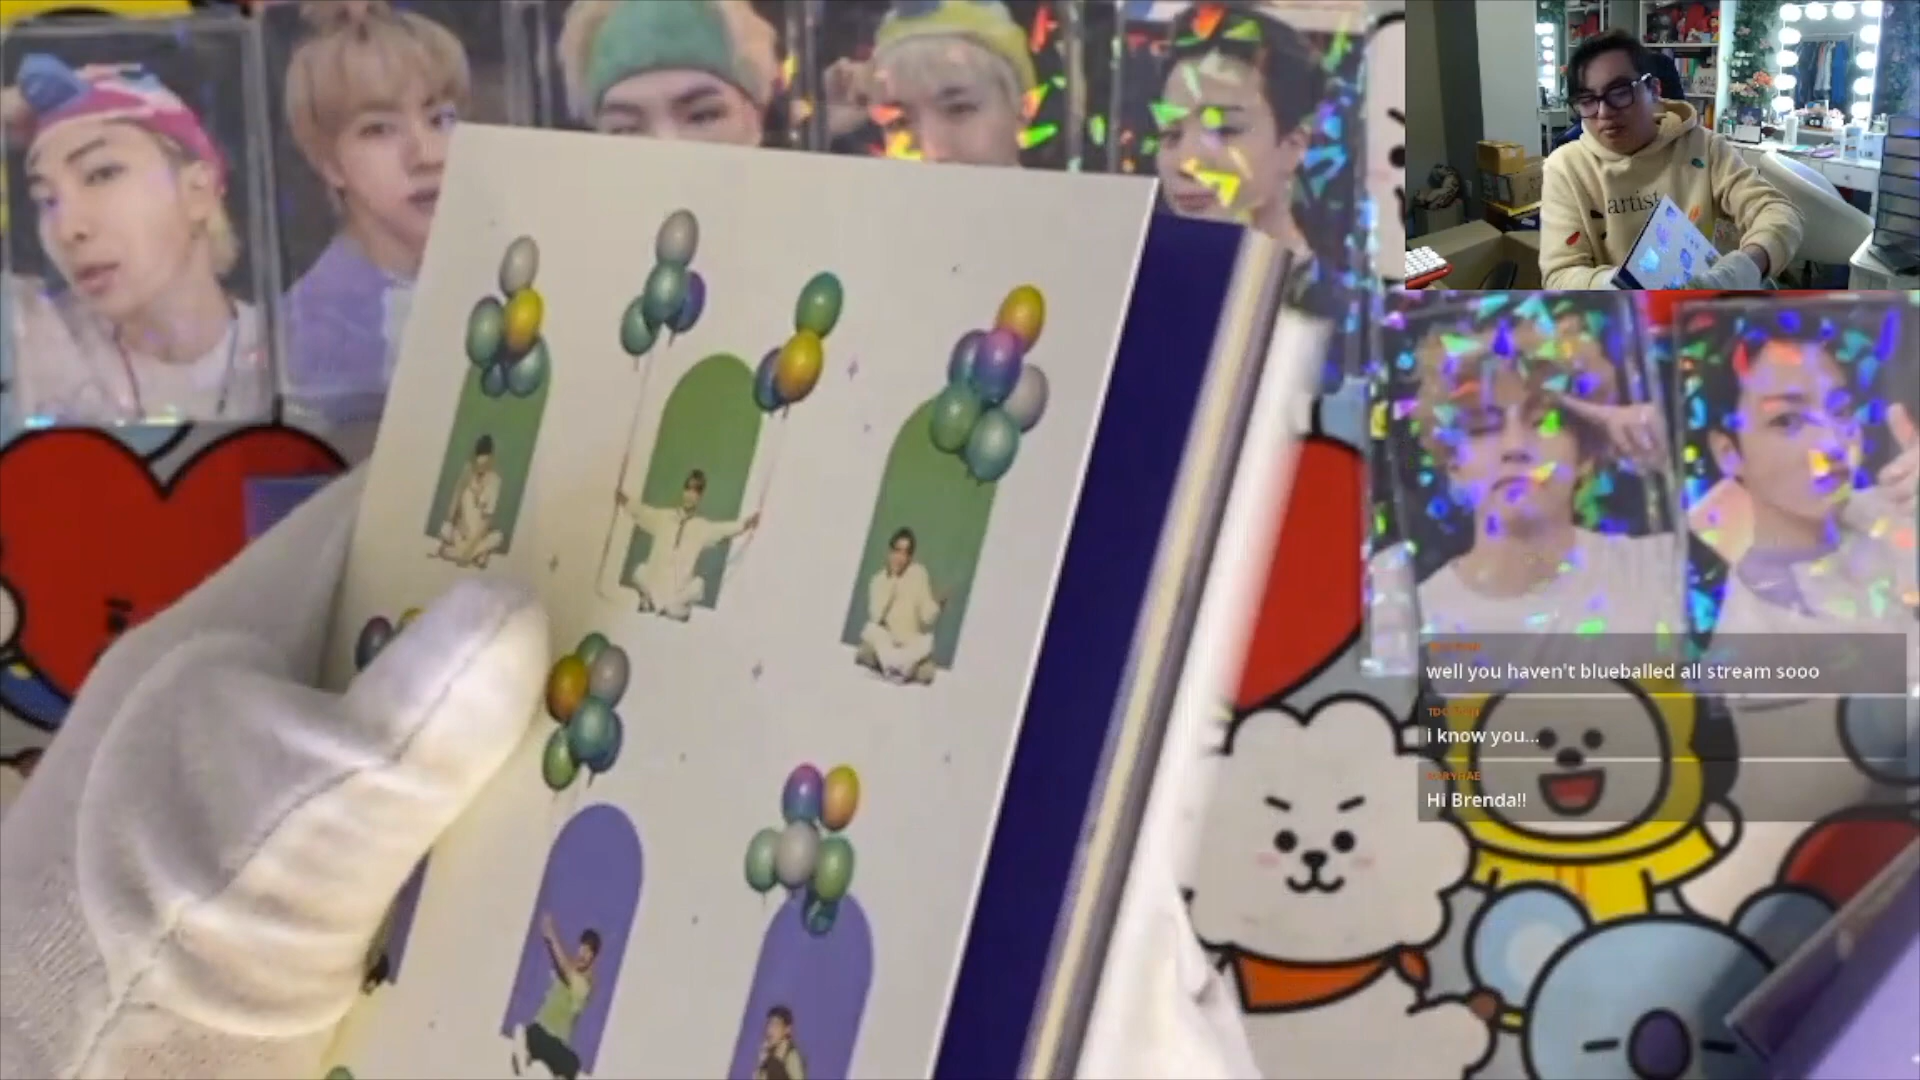 artist
well you haven't blueballed all stream sooo
i know you...
Hi Brenda!!